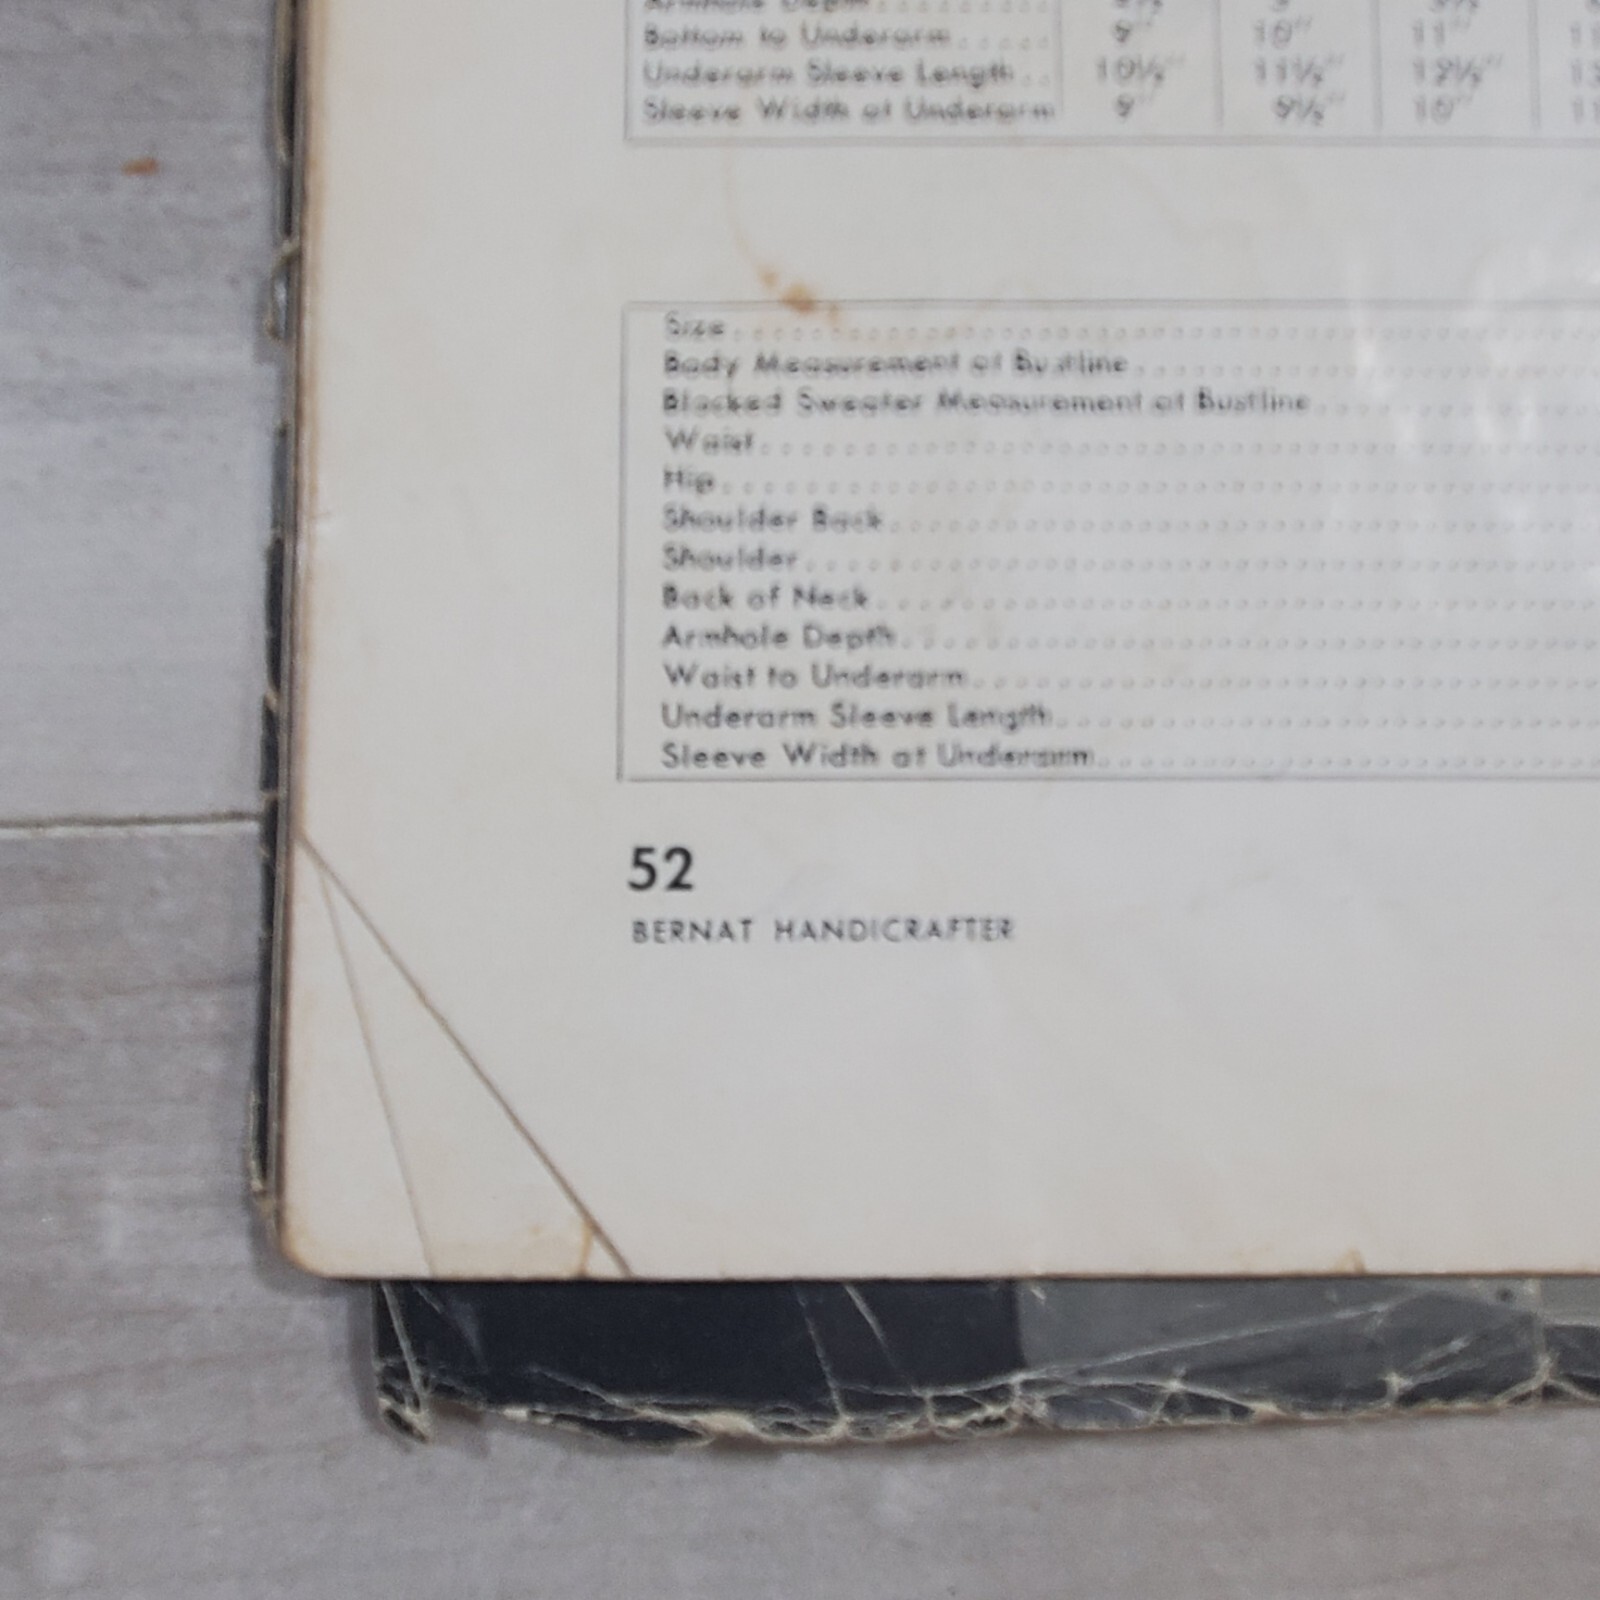 Armhole Depth
Bottom to Underarm ..... 9" 10" 11"
Underarm Sleeve Length .. 10½" 11½" 12½"
Sleeve Width at Underarm 9" 9½" 10"
Size
Body Measurement at Bustline
Blocked Sweater Measurement at Bustline
Waist
Hip
Shoulder Back
Shoulder
Back of Neck
Armhole Depth
Waist to Underarm
Underarm Sleeve Length
Sleeve Width at Underarm
52
BERNAT HANDICRAFTER